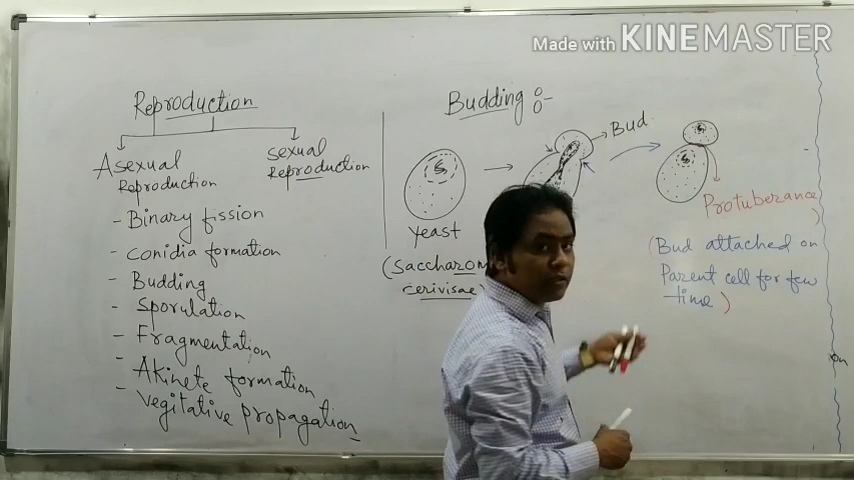 Made with KINEMASTER
Reproduction
Asexual
Reproduction
sexual
Reproduction
- Binary fission
- conidia formation
- Budding
- Sporulation
- Fragmentation
- Akinete formation
- Vegitative propagation
Budding :-
Bud
yeast
(Saccharom
cerivisae)
Protuberance
(Bud attached on
Parent cell for few
time)